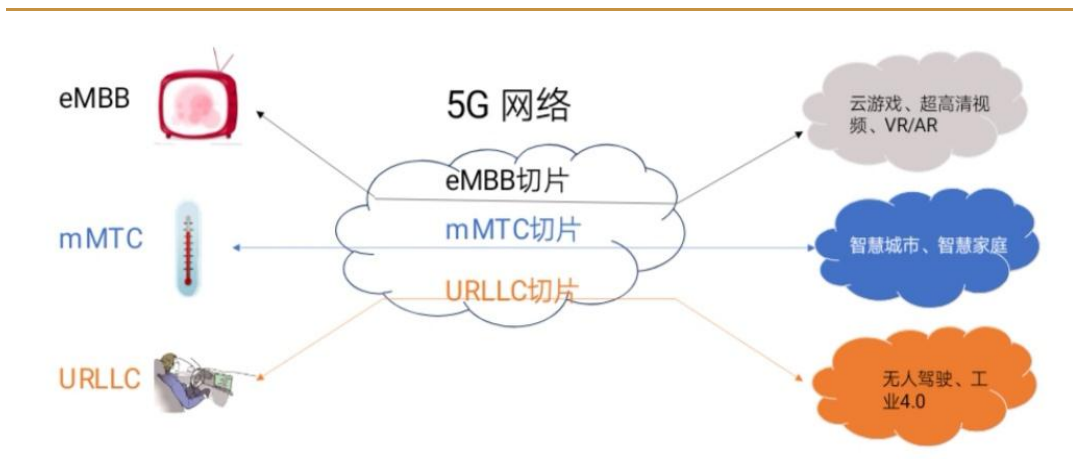 5G 网络
eMBB
eMBB切片
云游戏、超高清视
频、VR/AR
mMTC
mMTC切片
智慧城市、智慧家庭
URLLC切片
URLLC
无人驾驶、工
业4.0